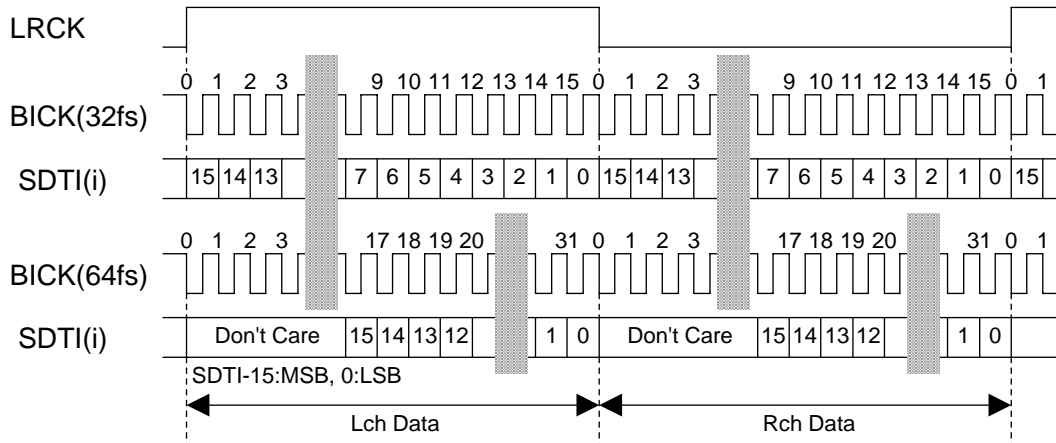 LRCK
0 1 2 3 9 10 11 12 13 14 15 0 1 2 3 9 10 11 12 13 14 15 0 1
BICK(32fs)
SDTI(i) 15 14 13 7 6 5 4 3 2 1 0 15 14 13 7 6 5 4 3 2 1 0 15
0 1 2 3 17 18 19 20 31 0 1 2 3 17 18 19 20 31 0 1
BICK(64fs)
SDTI(i) Don't Care 15 14 13 12 1 0 Don't Care 15 14 13 12 1 0
SDTI-15:MSB, 0:LSB
Lch Data Rch Data